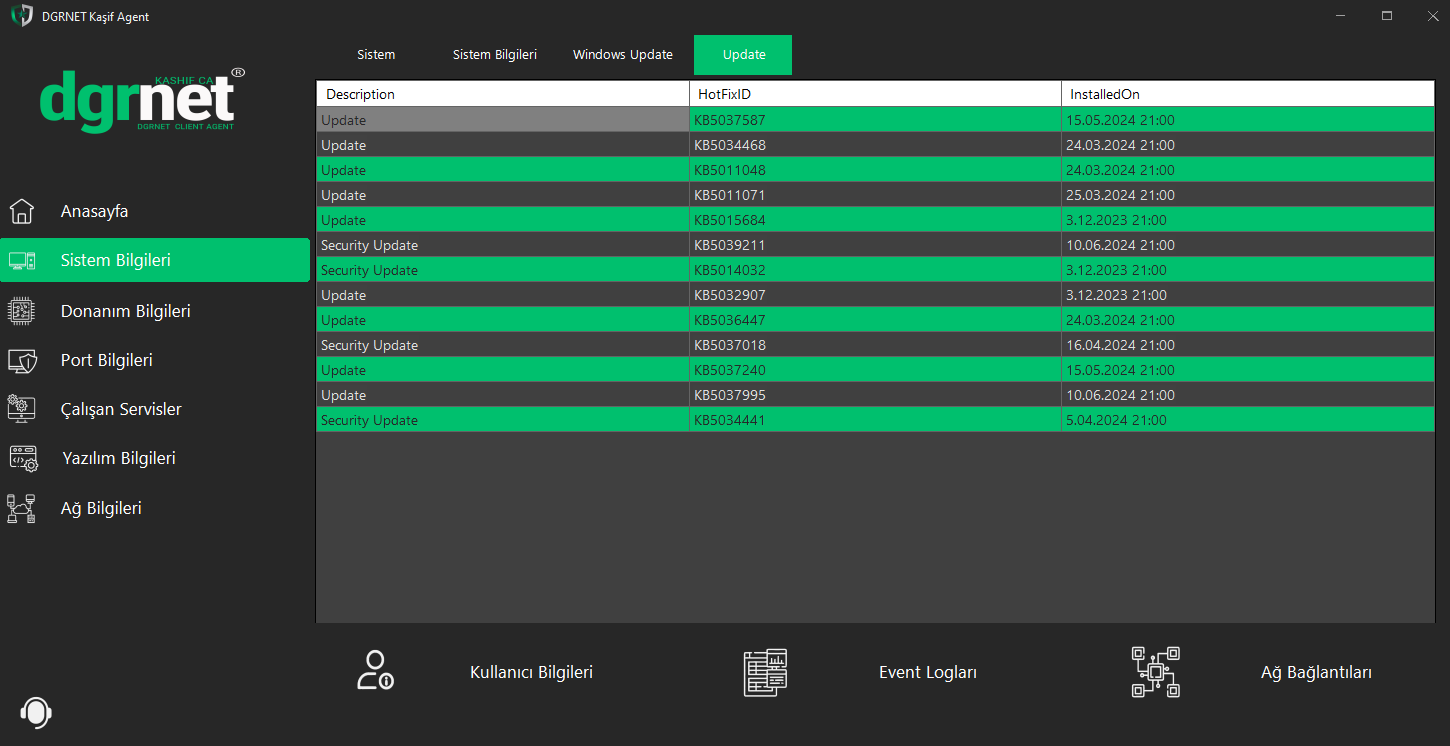 DGRNET Kaşif Agent
Sistem Sistem Bilgileri Windows Update Update
KASHIF CA ®
dgrnet
DGRNET CLIENT AGENT
Description HotFixID InstalledOn
Update KB5037587 15.05.2024 21:00
Update KB5034468 24.03.2024 21:00
Update KB5011048 24.03.2024 21:00
Update KB5011071 25.03.2024 21:00
Update KB5015684 3.12.2023 21:00
Security Update KB5039211 10.06.2024 21:00
Security Update KB5014032 3.12.2023 21:00
Update KB5032907 3.12.2023 21:00
Update KB5036447 24.03.2024 21:00
Security Update KB5037018 16.04.2024 21:00
Update KB5037240 15.05.2024 21:00
Update KB5037995 10.06.2024 21:00
Security Update KB5034441 5.04.2024 21:00
Anasayfa
Sistem Bilgileri
Donanım Bilgileri
Port Bilgileri
Çalışan Servisler
Yazılım Bilgileri
Ağ Bilgileri
Kullanıcı Bilgileri Event Logları Ağ Bağlantıları